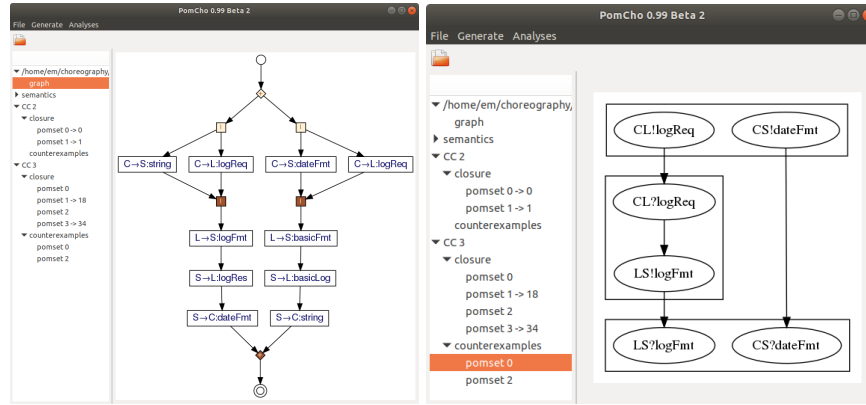 PomCho 0.99 Beta 2
File Generate Analyses
/home/em/choreography,
graph
semantics
CC 2
closure
pomset 0 -> 0
pomset 1 -> 1
counterexamples
CC 3
closure
pomset 0
pomset 1 -> 18
pomset 2
pomset 3 -> 34
counterexamples
pomset 0
pomset 2
+
| |
C→S:string C→L:logReq C→S:dateFmt C→L:logReq
| |
L→S:logFmt L→S:basicFmt
S→L:logRes S→L:basicLog
S→C:dateFmt S→C:string
+
PomCho 0.99 Beta 2
File Generate Analyses
/home/em/choreography,
graph
semantics
CC 2
closure
pomset 0 -> 0
pomset 1 -> 1
counterexamples
CC 3
closure
pomset 0
pomset 1 -> 18
pomset 2
pomset 3 -> 34
counterexamples
pomset 0
pomset 2
CL!logReq CS!dateFmt
CL?logReq
LS!logFmt
LS?logFmt CS?dateFmt